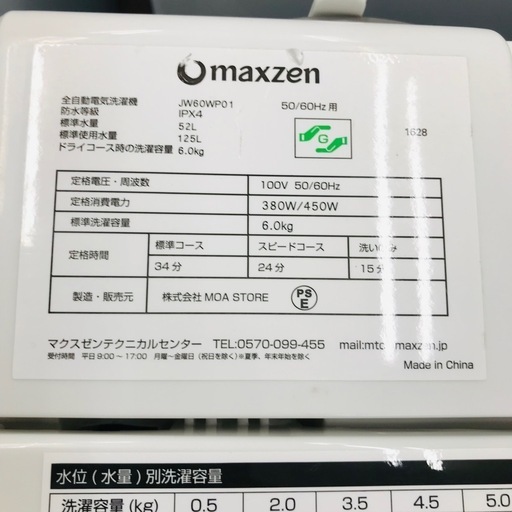 maxzen
全自動電気洗濯機 JW60WP01 50/60Hz用
防水等級 IPX4
標準水量 52L
標準使用水量 125L
ドライコース時の洗濯容量 6.0kg
G
1628
定格電圧・周波数 100V 50/60Hz
定格消費電力 380W/450W
標準洗濯容量 6.0kg
定格時間 標準コース スピードコース
34分 24分 15分
製造・販売元 株式会社 MOA STORE PS E
マクスゼンテクニカルセンター TEL:0570-099-455
受付時間 平日9:00〜17:00 月曜〜金曜日(祝日を除く)※夏季、年末年始を除く
Made in China
水位(水量)別洗濯容量
洗濯容量(kg) 0.5 2.0 3.5 4.5 5.0